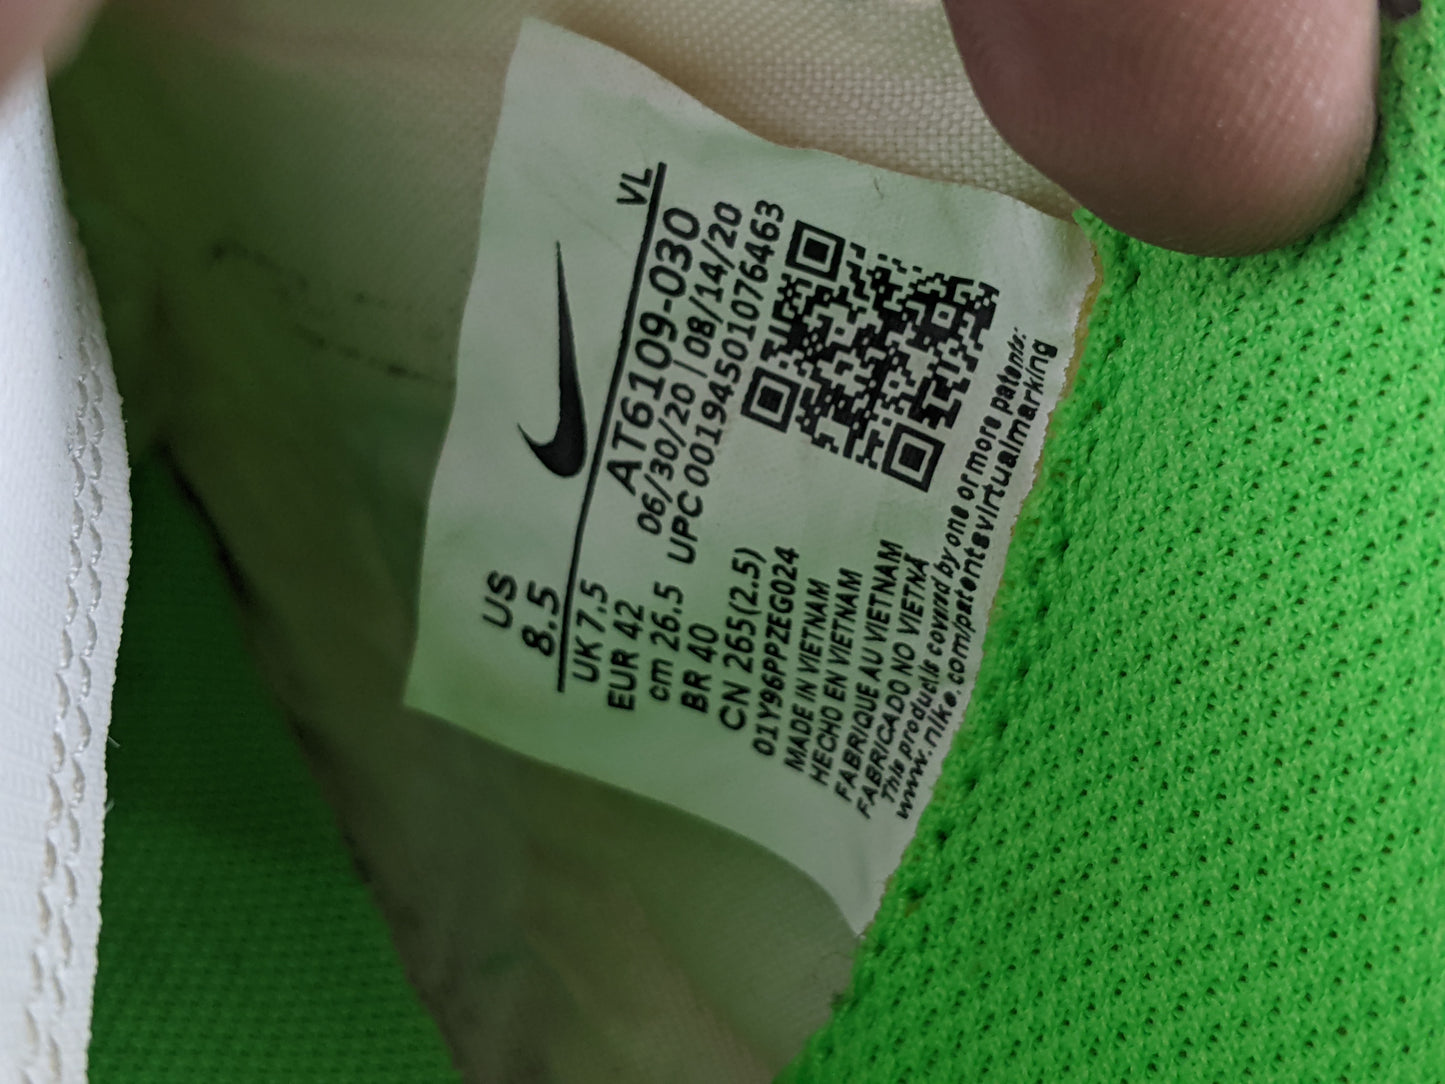 US VL
8.5
UK 7.5 AT6109-030
EUR 42 06/30/20 | 08/14/20
cm 26.5 UPC 00194501076463
BR 40
CN 265(2.5)
01Y96PPZEG024
MADE IN VIETNAM
HECHO EN VIETNAM
FABRIQUE AU VIETNAM
FABRICADO NO VIETNÃ
This product is covered by one or more patents:
www.nike.com/patentsvirtualmarking